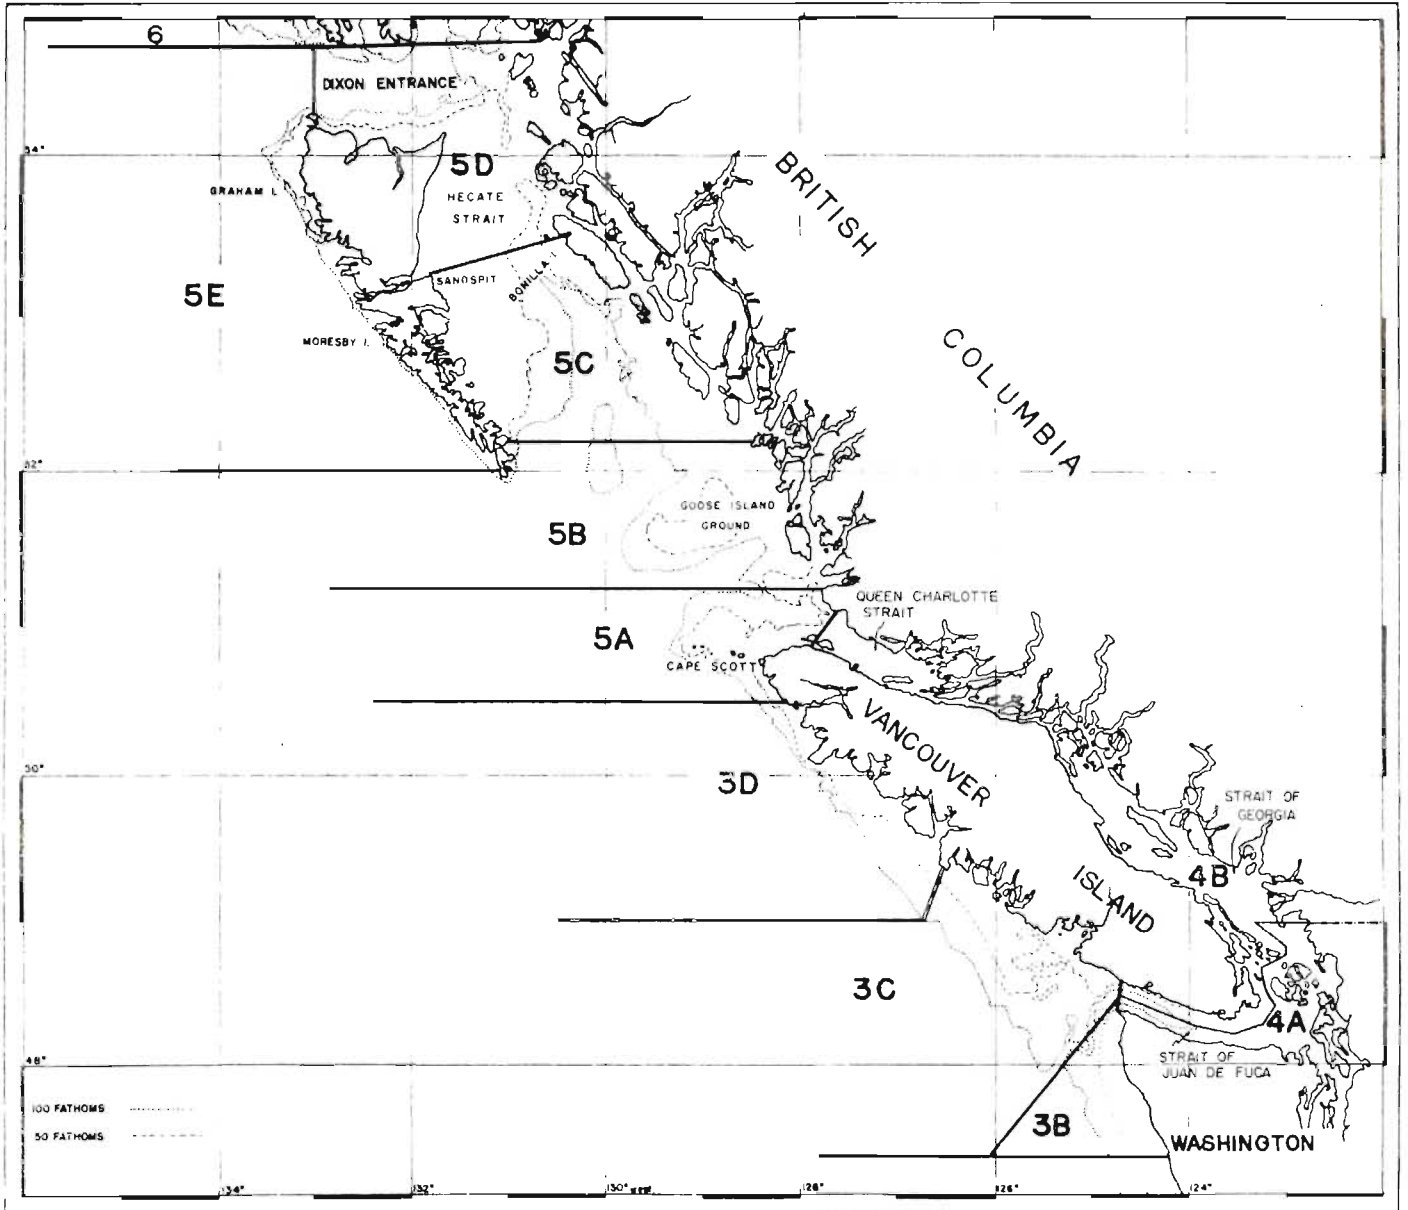 6
DIXON ENTRANCE
54°
5D
BRITISH
GRAHAM I.
HECATE
STRAIT
5E
SANDSPIT
BONILLA I.
MORESBY I.
5C
COLUMBIA
52°
GOOSE ISLAND
GROUND
5B
QUEEN CHARLOTTE
STRAIT
5A
CAPE SCOTT
VANCOUVER
ISLAND
50°
3D
STRAIT OF
GEORGIA
4B
3C
4A
48°
STRAIT OF
JUAN DE FUCA
100 FATHOMS
50 FATHOMS
3B
WASHINGTON
134°
132°
130°
128°
126°
124°